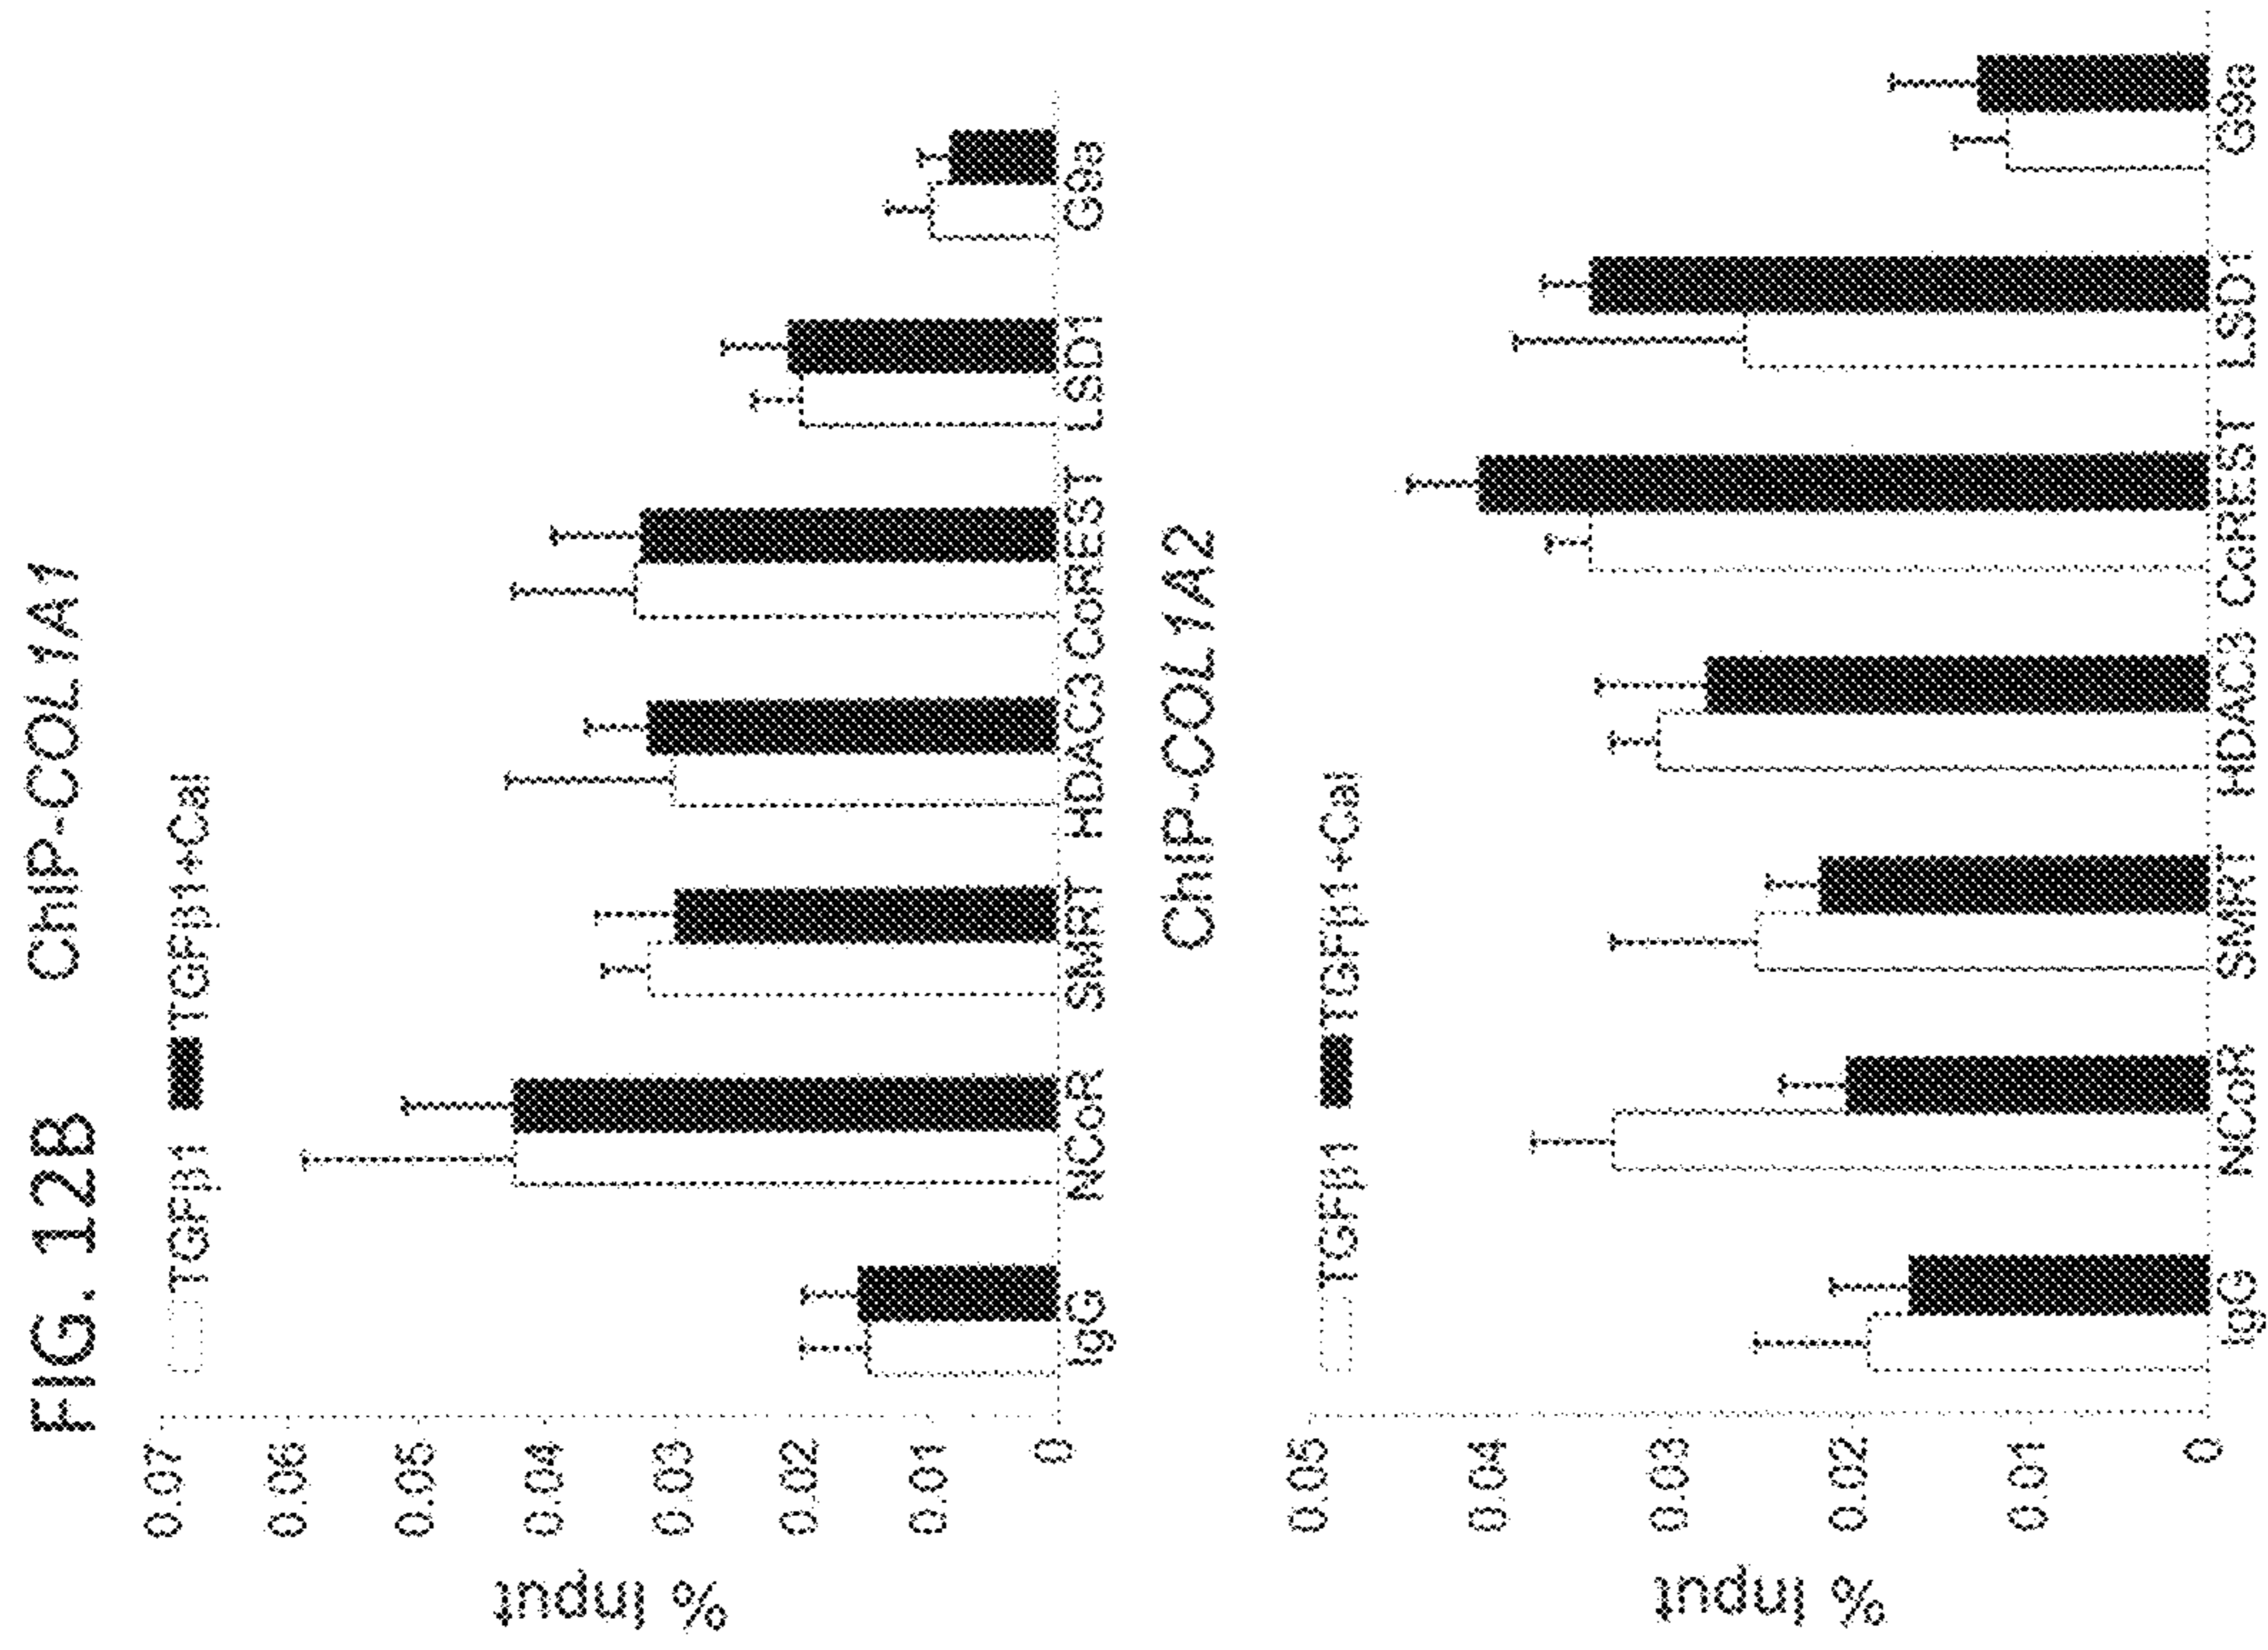 FIG. 12B
ChIP-COL1A1
TGFβ1 TGFβ1+Cal
% Input
0.07
0.06
0.05
0.04
0.03
0.02
0.01
0
IgG NCoR SMRT HDAC3 CoREST LSD1 G9a
ChIP-COL1A2
TGFβ1 TGFβ1+Cal
% Input
0.05
0.04
0.03
0.02
0.01
0
IgG NCoR SMRT HDAC3 CoREST LSD1 G9a